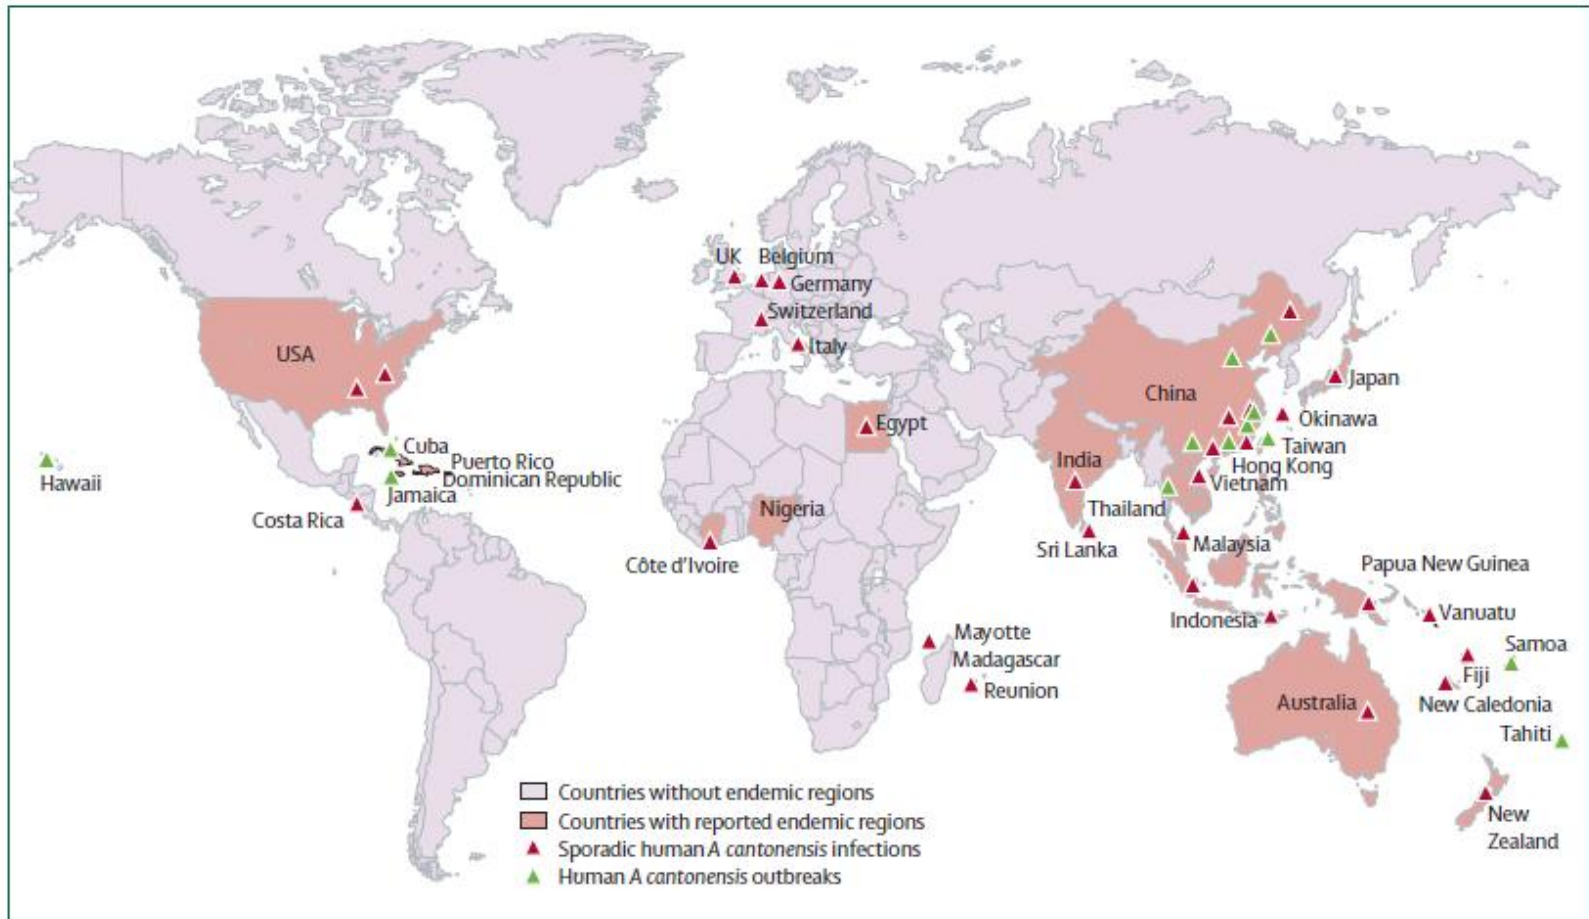 UK
Belgium
Germany
Switzerland
Italy
USA
China
Japan
Okinawa
Egypt
Cuba
Taiwan
Hawaii
Puerto Rico
Dominican Republic
India
Hong Kong
Vietnam
Jamaica
Costa Rica
Nigeria
Thailand
Côte d'Ivoire
Sri Lanka
Malaysia
Papua New Guinea
Indonesia
Vanuatu
Mayotte
Madagascar
Reunion
Samoa
Fiji
Australia
New Caledonia
Tahiti
Countries without endemic regions
Countries with reported endemic regions
Sporadic human A cantonensis infections
Human A cantonensis outbreaks
New
Zealand